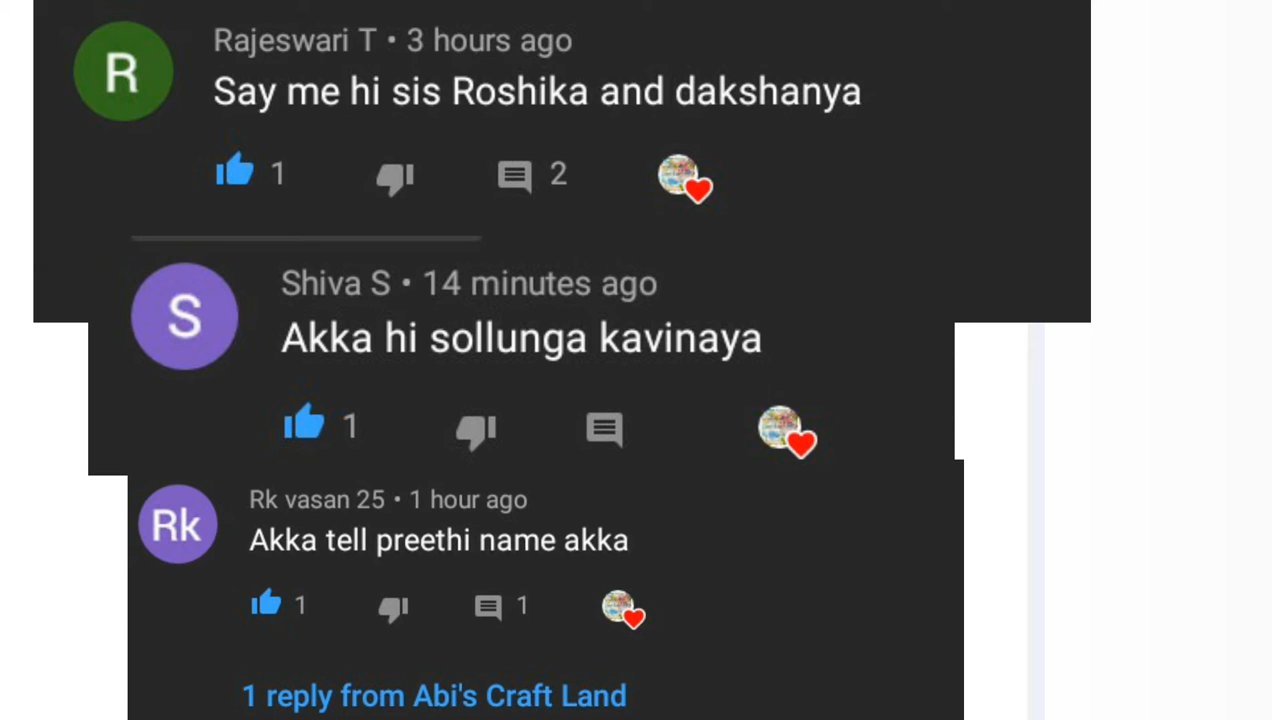 R
Rajeswari T • 3 hours ago
Say me hi sis Roshika and dakshanya
1 2
S
Shiva S • 14 minutes ago
Akka hi sollunga kavinaya
1
Rk
Rk vasan 25 • 1 hour ago
Akka tell preethi name akka
1 1
1 reply from Abi's Craft Land